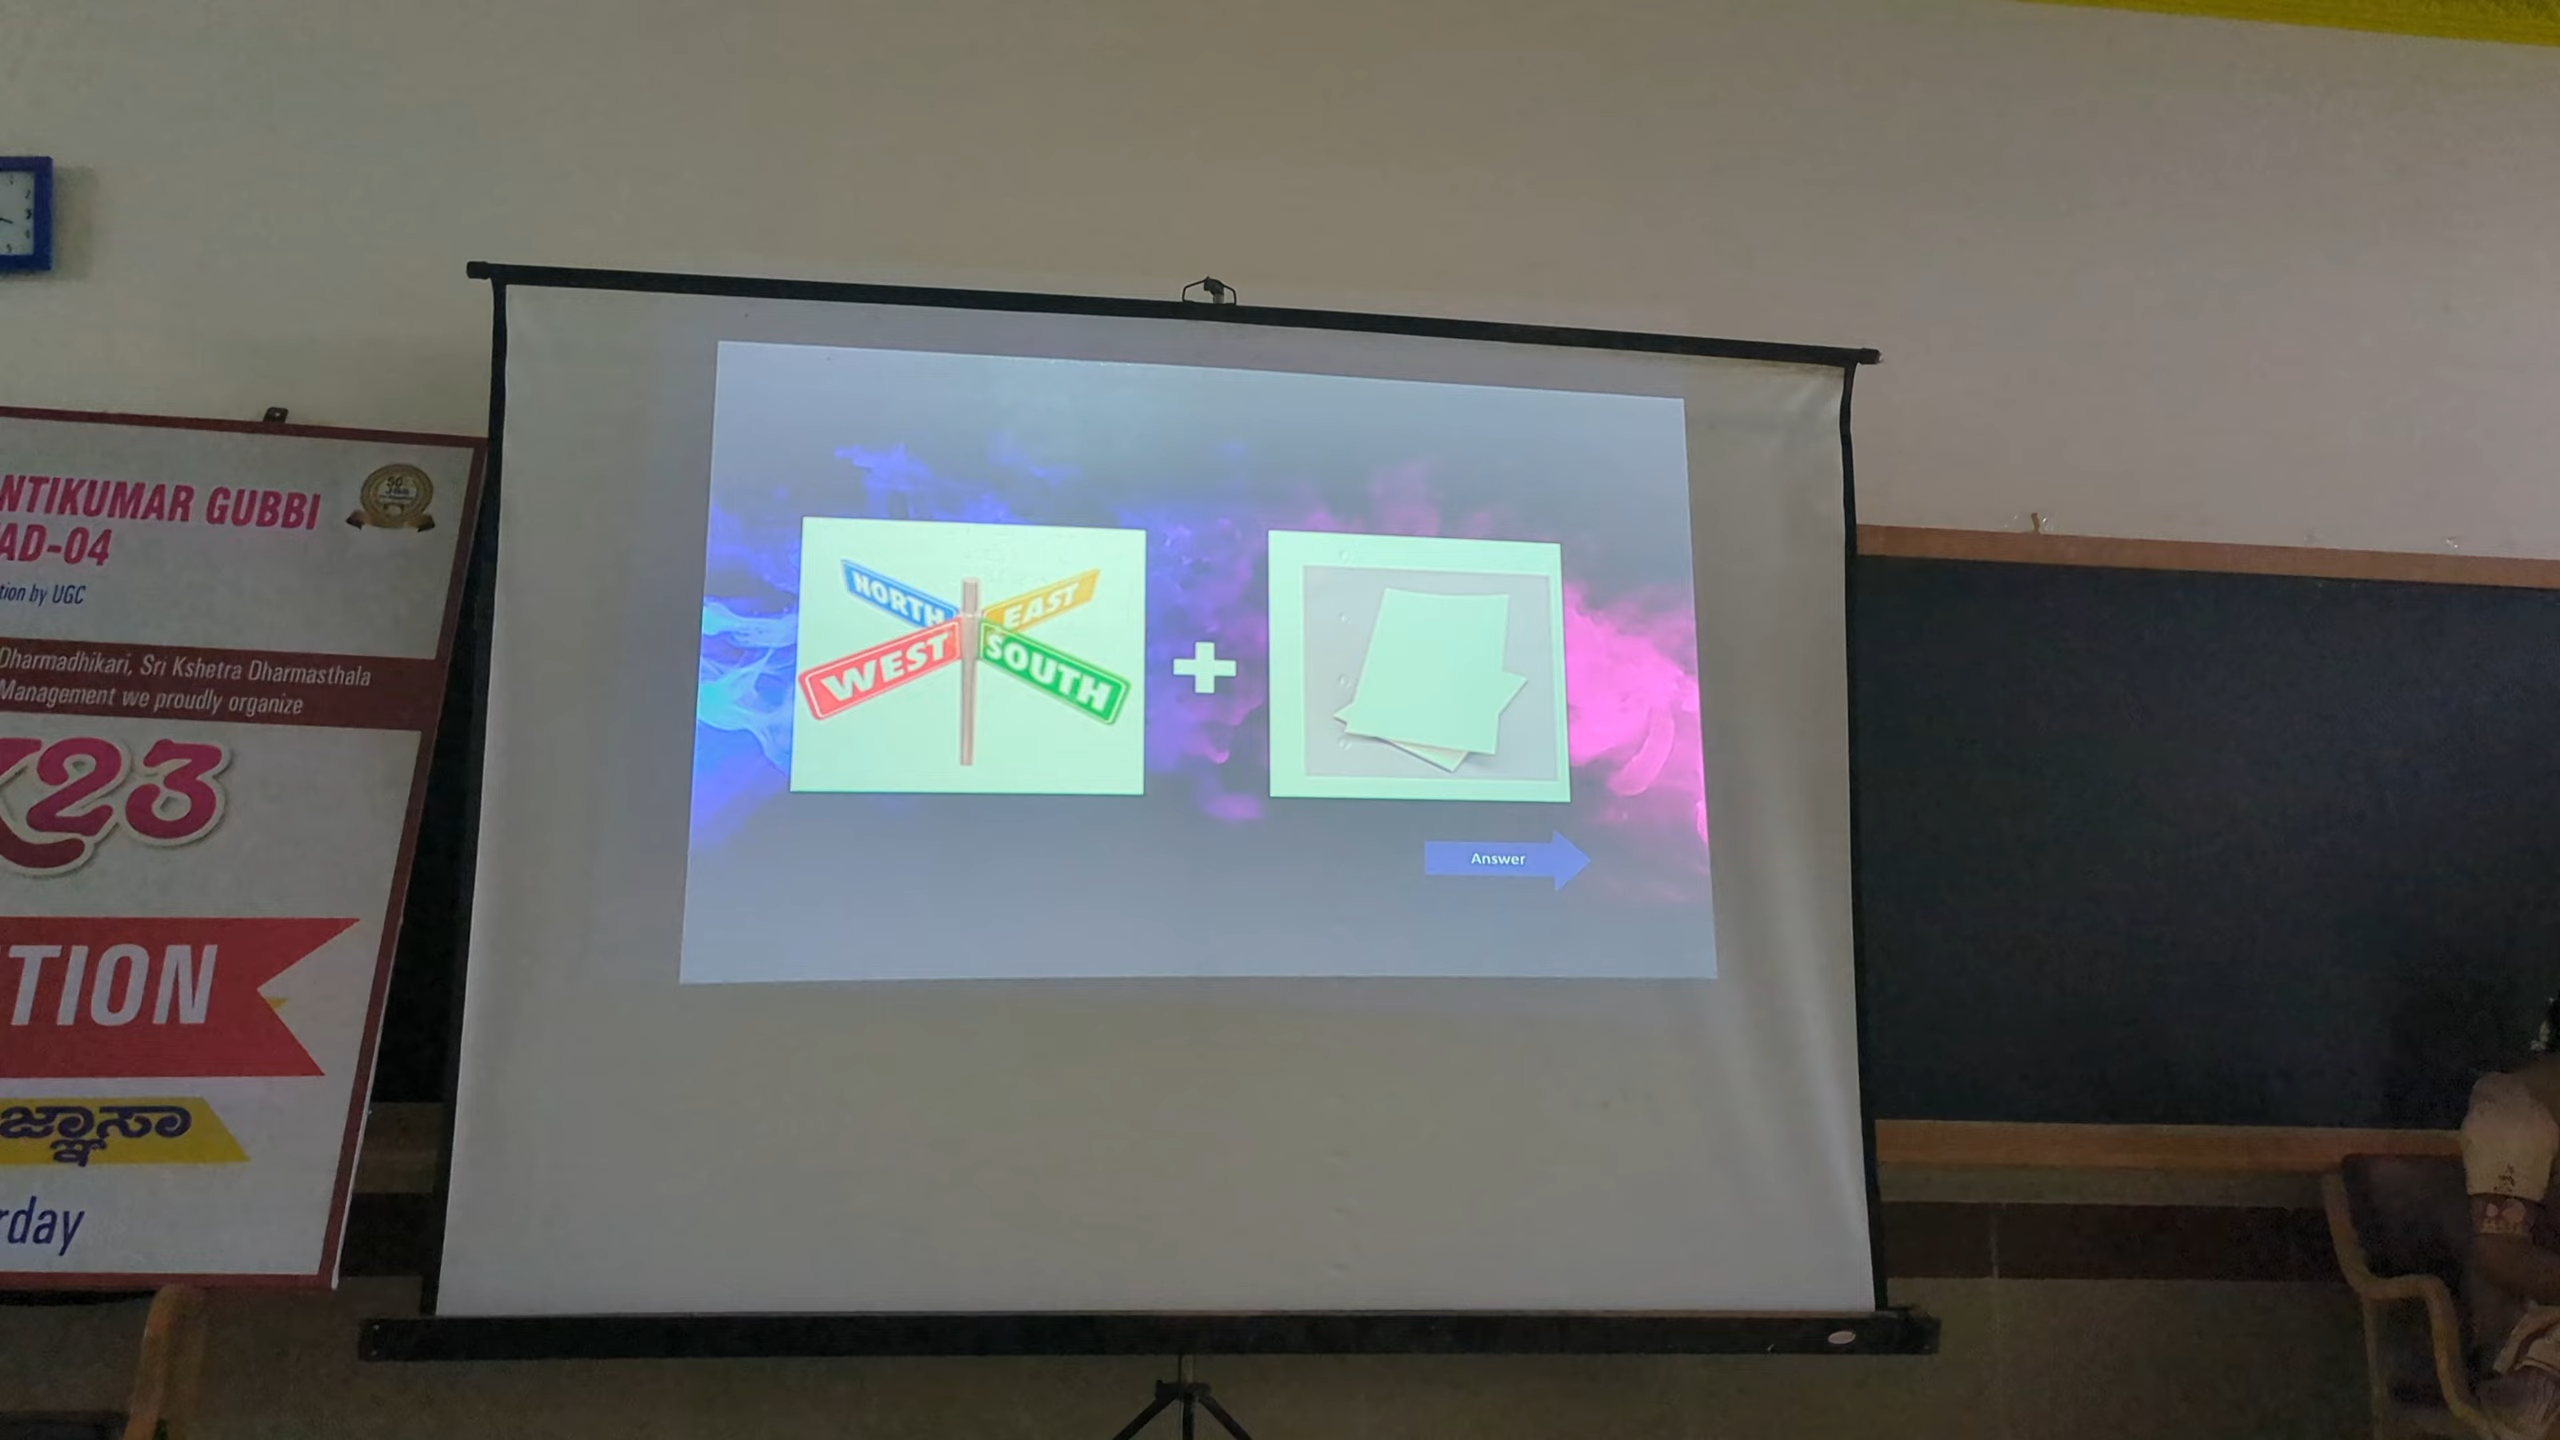 NTIKUMAR GUBBI
AD-04
tion by UGC
Dharmadhikari, Sri Kshetra Dharmasthala
Management we proudly organize
K23
TION
ಜ್ಞಾಸಾ
rday
NORTH
EAST
WEST
SOUTH
+
Answer